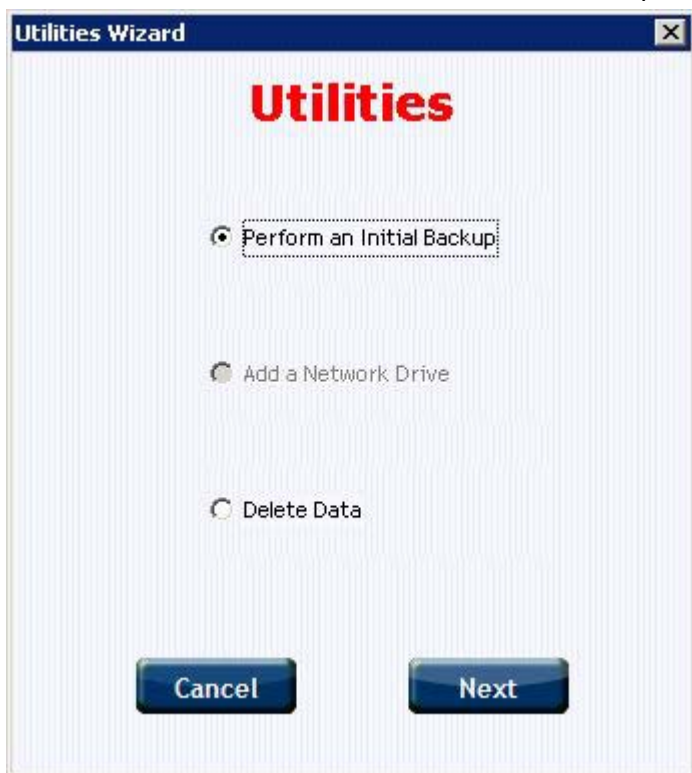 Utilities Wizard
Utilities
Perform an Initial Backup
Add a Network Drive
Delete Data
Cancel Next